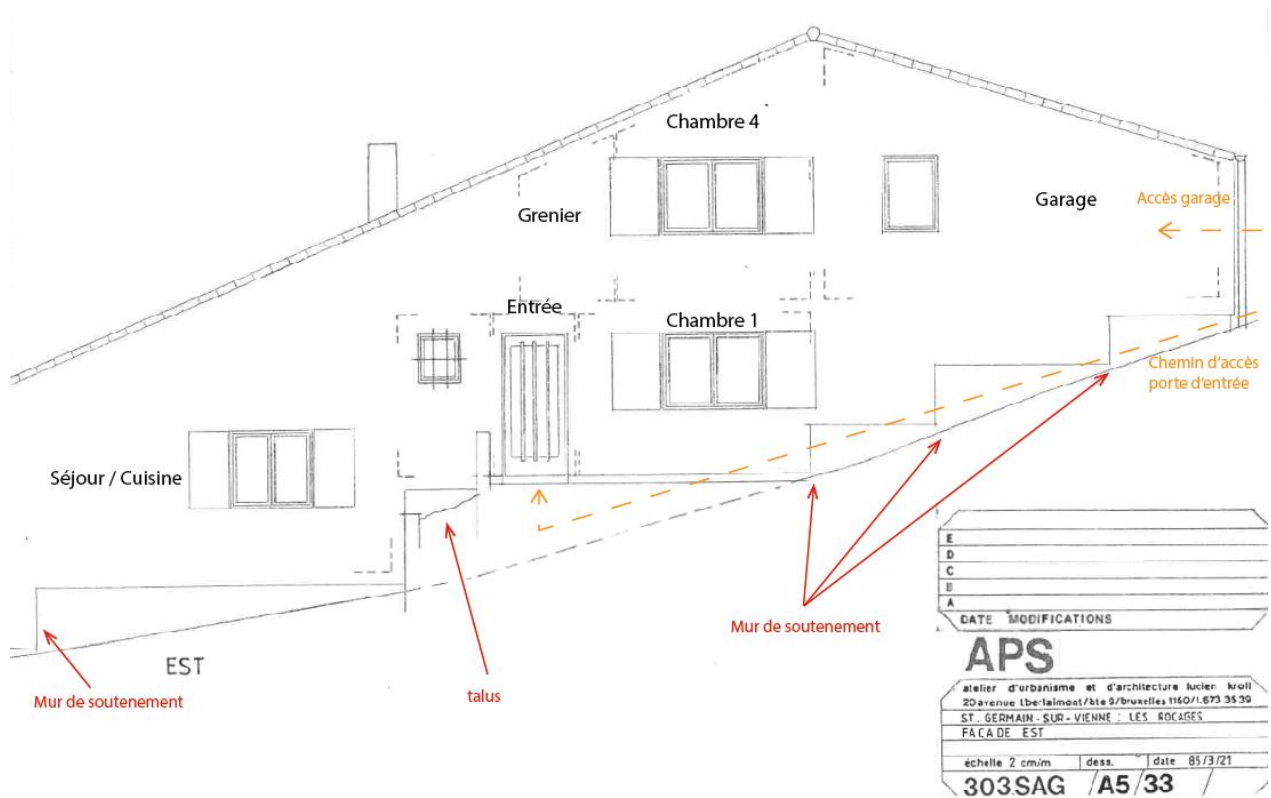 Chambre 4
Grenier
Garage
Accès garage
Entrée
Chambre 1
Chemin d'accès
porte d'entrée
Séjour / Cuisine
E
D
C
B
A
DATE MODIFICATIONS
Mur de soutenement
EST
Mur de soutenement
talus
APS
atelier d'urbanisme et d'architecture lucien kroll
20 avenue l.berlaimont/bte 9/bruxelles 1160/t.673 35 39
ST. GERMAIN-SUR-VIENNE : LES ROCAGES
FACADE EST
échelle 2 cm/m
dess.
date 85/3/21
303.SAG /A5/33 /